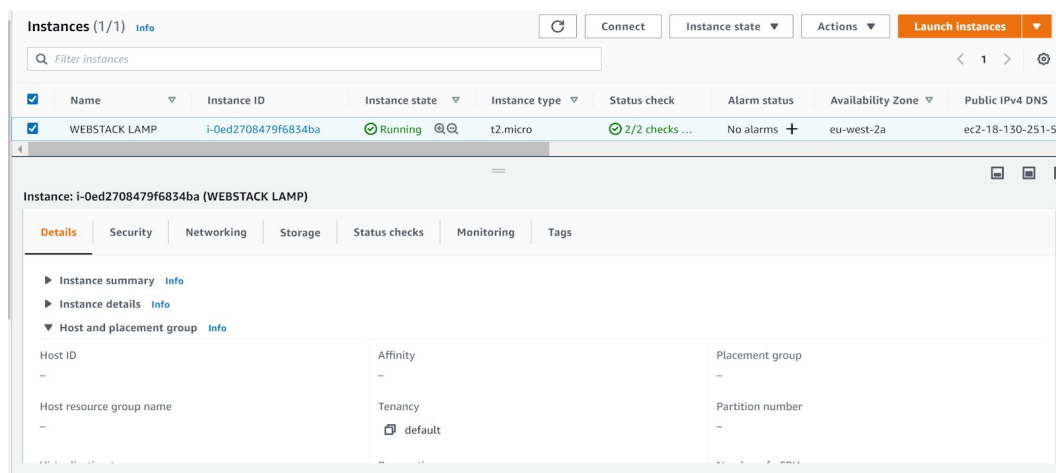 Instances (1/1) Info Connect Instance state Actions Launch instances
Filter instances 1
Name Instance ID Instance state Instance type Status check Alarm status Availability Zone Public IPv4 DNS
WEBSTACK LAMP i-0ed2708479f6834ba Running t2.micro 2/2 checks ... No alarms + eu-west-2a ec2-18-130-251-5
Instance: i-0ed2708479f6834ba (WEBSTACK LAMP)
Details Security Networking Storage Status checks Monitoring Tags
Instance summary Info
Instance details Info
Host and placement group Info
Host ID Affinity Placement group
– – –
Host resource group name Tenancy Partition number
– default –